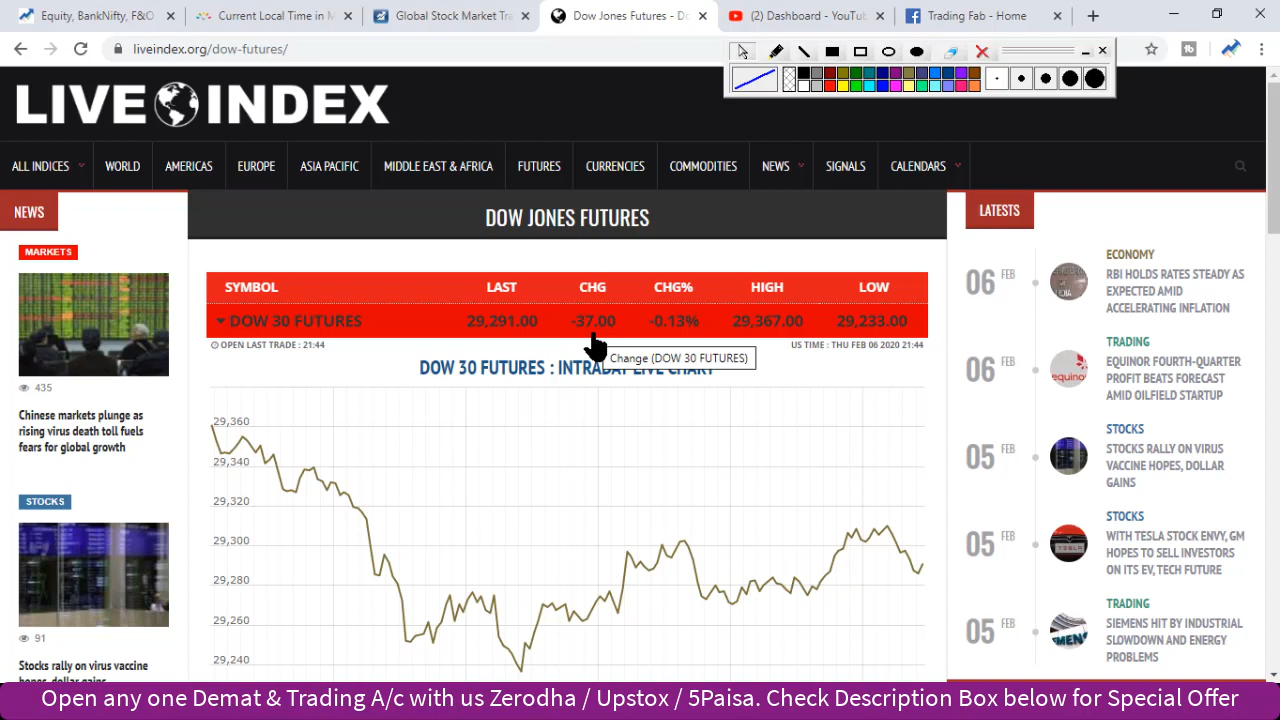 Equity, BankNifty, F&O
Current Local Time in M
Global Stock Market Tra
Dow Jones Futures - Do
(2) Dashboard - YouTub
Trading Fab - Home
liveindex.org/dow-futures/
LIVE INDEX
ALL INDICES
WORLD
AMERICAS
EUROPE
ASIA PACIFIC
MIDDLE EAST & AFRICA
FUTURES
CURRENCIES
COMMODITIES
NEWS
SIGNALS
CALENDARS
NEWS
MARKETS
435
Chinese markets plunge as
rising virus death toll fuels
fears for global growth
STOCKS
91
Stocks rally on virus vaccine
DOW JONES FUTURES
SYMBOL LAST CHG CHG% HIGH LOW
DOW 30 FUTURES 29,291.00 -37.00 -0.13% 29,367.00 29,233.00
OPEN LAST TRADE : 21:44
US TIME : THU FEB 06 2020 21:44
Change (DOW 30 FUTURES)
DOW 30 FUTURES : INTRADAY LIVE CHART
29,360
29,340
29,320
29,300
29,280
29,260
29,240
LATESTS
06 FEB
ECONOMY
RBI HOLDS RATES STEADY AS
EXPECTED AMID
ACCELERATING INFLATION
06 FEB
TRADING
EQUINOR FOURTH-QUARTER
PROFIT BEATS FORECAST
AMID OILFIELD STARTUP
equino
05 FEB
STOCKS
STOCKS RALLY ON VIRUS
VACCINE HOPES, DOLLAR
GAINS
05 FEB
STOCKS
WITH TESLA STOCK ENVY, GM
HOPES TO SELL INVESTORS
ON ITS EV, TECH FUTURE
05 FEB
TRADING
SIEMENS HIT BY INDUSTRIAL
SLOWDOWN AND ENERGY
PROBLEMS
Open any one Demat & Trading A/c with us Zerodha / Upstox / 5Paisa. Check Description Box below for Special Offer